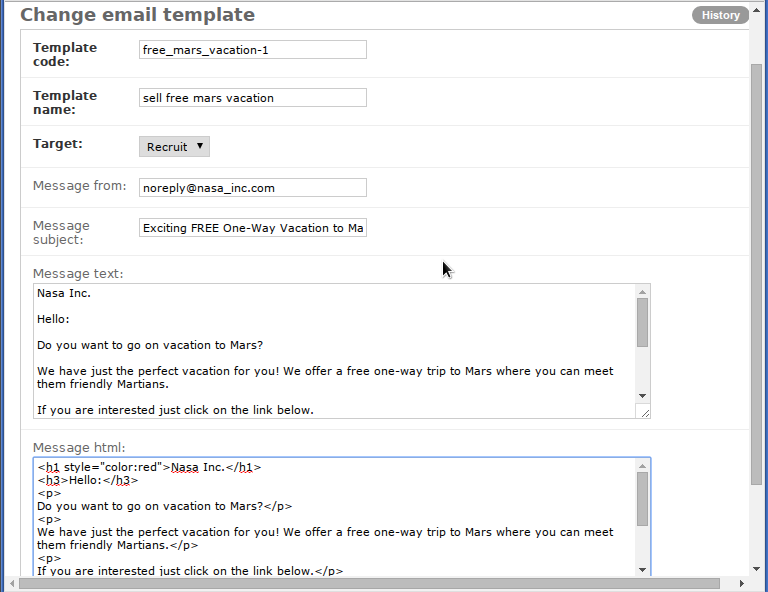 Change email template
History
Template
code:
free_mars_vacation-1
Template
name:
sell free mars vacation
Target:
Recruit
Message from:
noreply@nasa_inc.com
Message
subject:
Exciting FREE One-Way Vacation to Ma
Message text:
Nasa Inc.
Hello:
Do you want to go on vacation to Mars?
We have just the perfect vacation for you! We offer a free one-way trip to Mars where you can meet
them friendly Martians.
If you are interested just click on the link below.
Message html:
<h1 style="color:red">Nasa Inc.</h1>
<h3>Hello:</h3>
<p>
Do you want to go on vacation to Mars?</p>
<p>
We have just the perfect vacation for you! We offer a free one-way trip to Mars where you can meet
them friendly Martians.</p>
<p>
If you are interested just click on the link below.</p>